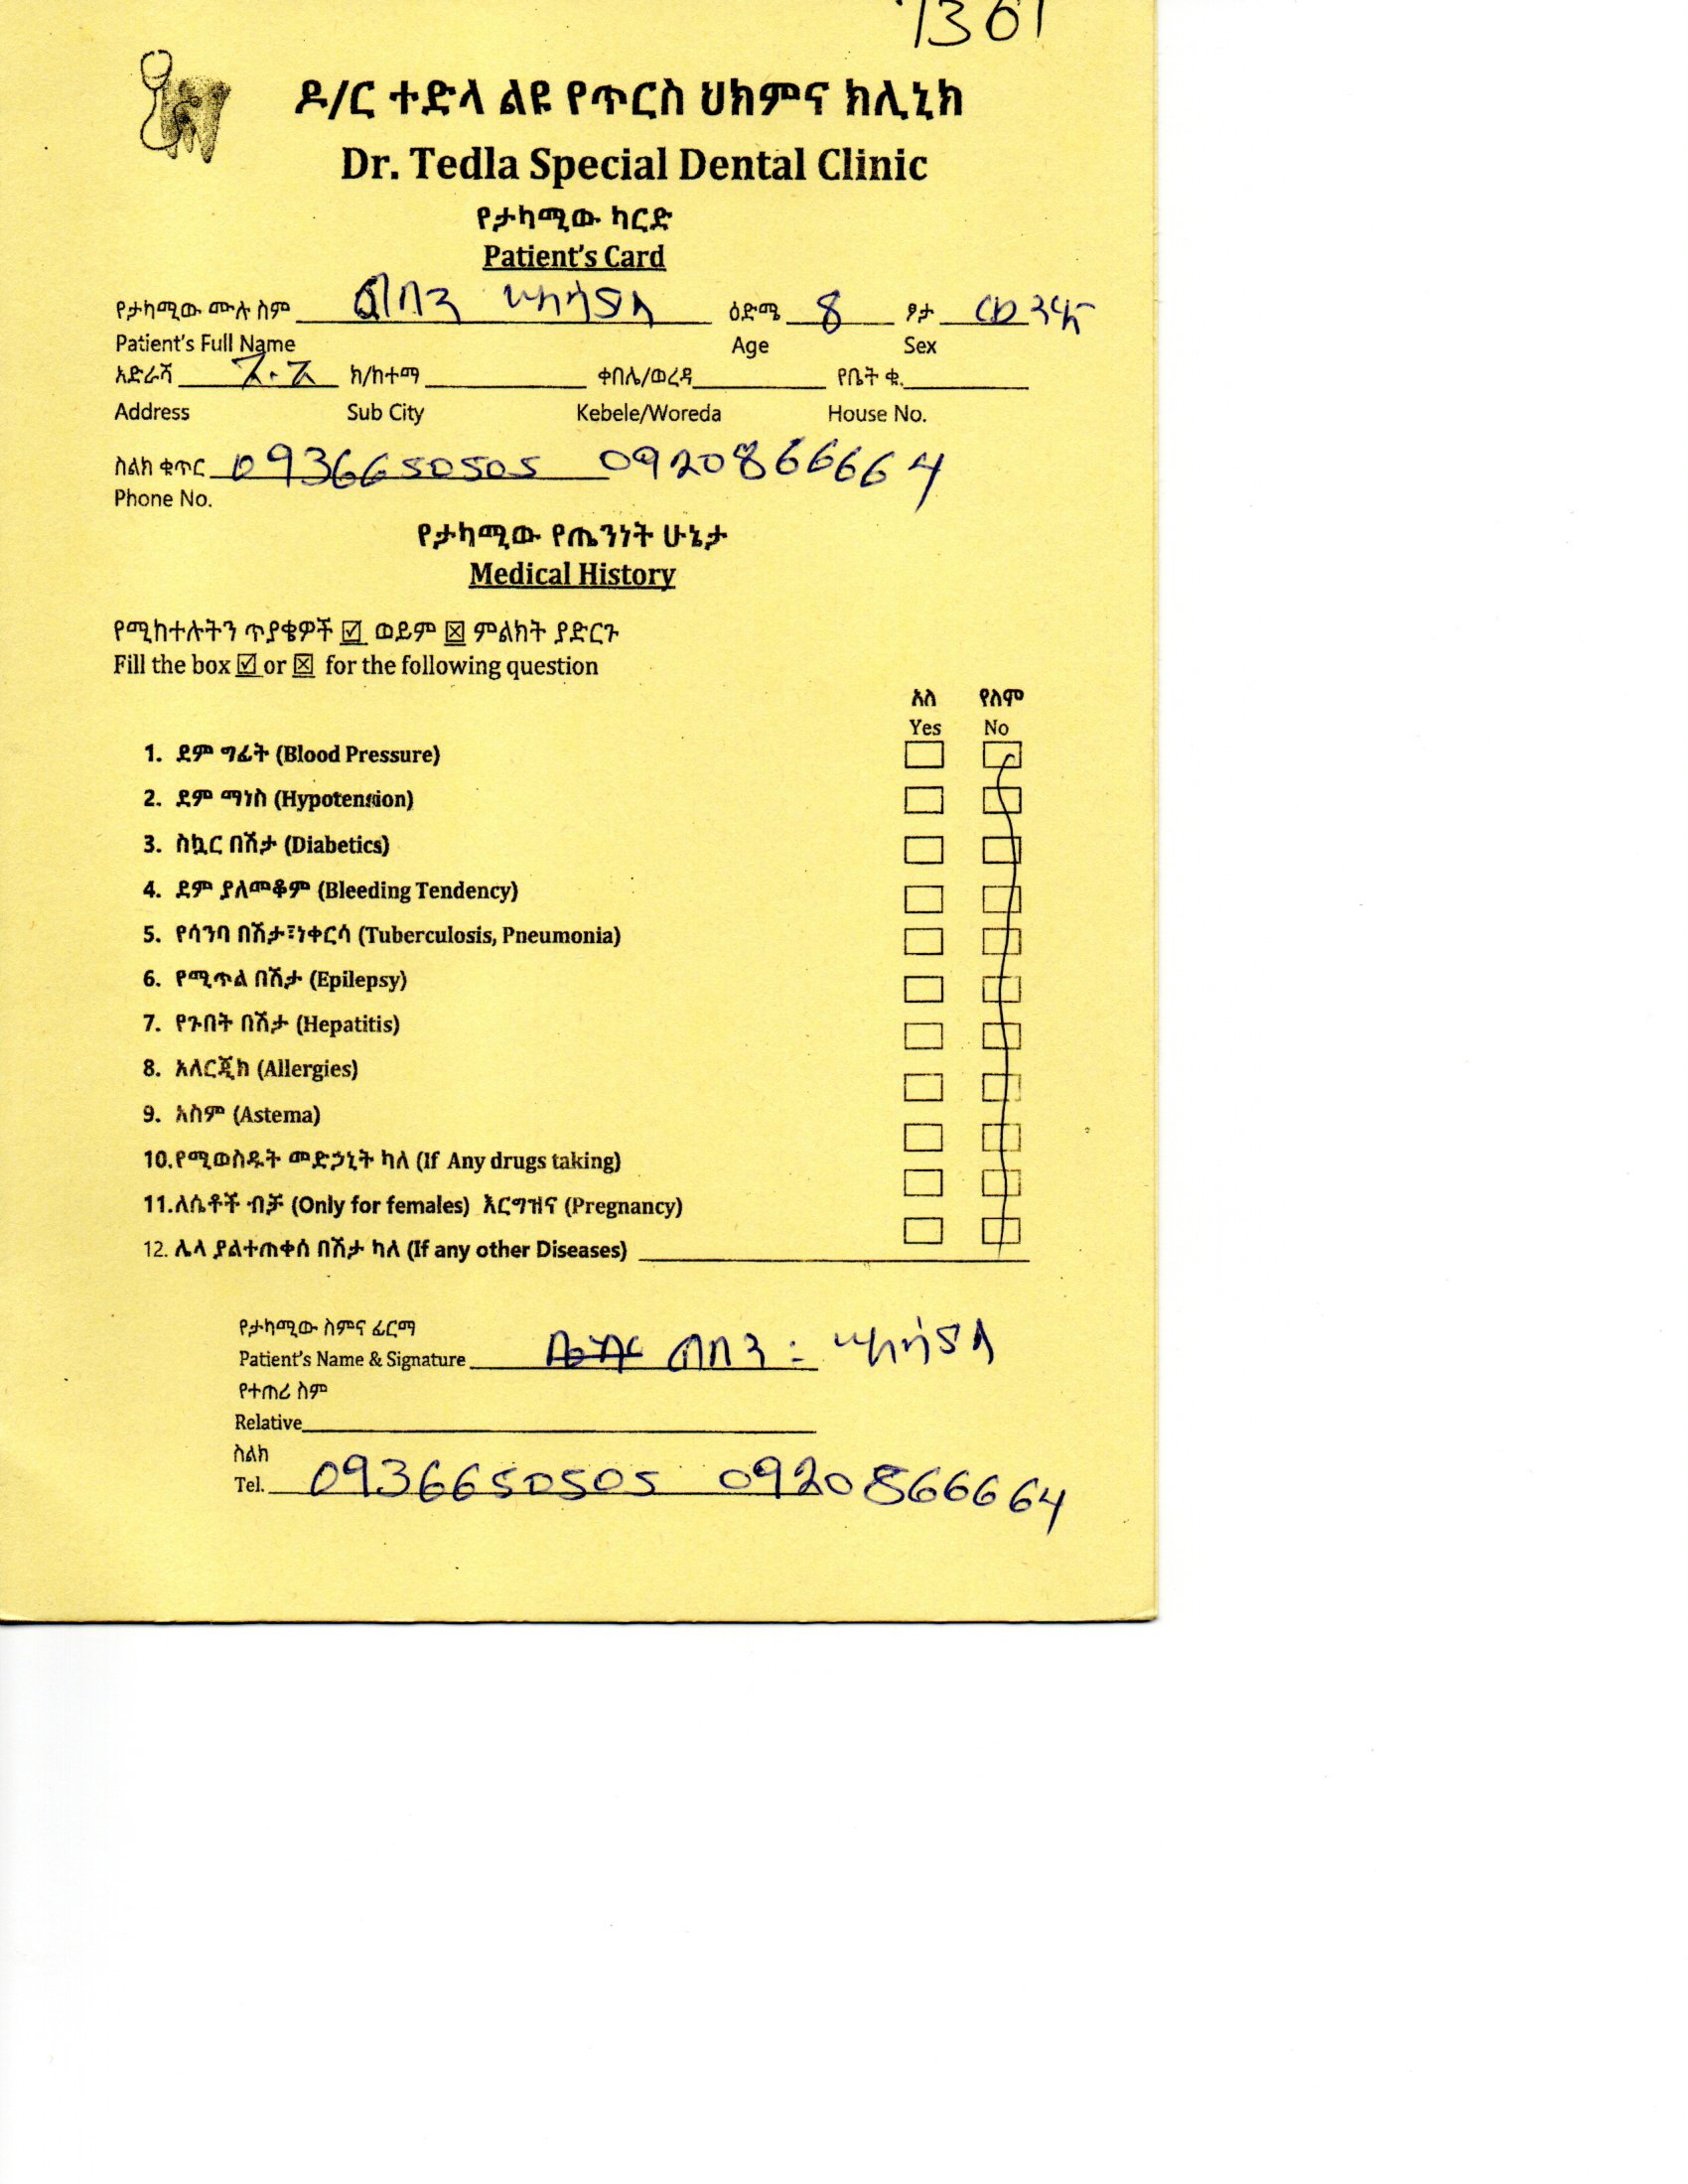 1361
ዶ/ር ተድላ ልዩ የጥርስ ህክምና ክሊኒክ
Dr. Tedla Special Dental Clinic
የታካሚው ካርድ
Patient's Card
የታካሚው ሙሉ ስም ዕድሜ 8 ፆታ
Patient's Full Name Age Sex
አድራሻ ክ/ከተማ ቀበሌ/ወረዳ የቤት ቁ.
Address Sub City Kebele/Woreda House No.
ስልክ ቁጥር 0936650505 0920866664
Phone No.
የታካሚው የጤንነት ሁኔታ
Medical History
የሚከተሉትን ጥያቄዎች ☑ ወይም ☒ ምልክት ያድርጉ
Fill the box ☑ or ☒ for the following question
አለ የለም
Yes No
1. ደም ግፊት (Blood Pressure)
2. ደም ማነስ (Hypotension)
3. ስኳር በሽታ (Diabetics)
4. ደም ያለመቆም (Bleeding Tendency)
5. የሳንባ በሽታ፣ነቀርሳ (Tuberculosis, Pneumonia)
6. የሚጥል በሽታ (Epilepsy)
7. የጉበት በሽታ (Hepatitis)
8. አለርጂክ (Allergies)
9. አስም (Astema)
10.የሚወስዱት መድኃኒት ካለ (If Any drugs taking)
11.ለሴቶች ብቻ (Only for females) እርግዝና (Pregnancy)
12. ሌላ ያልተጠቀሰ በሽታ ካለ (If any other Diseases)
የታካሚው ስምና ፊርማ
Patient's Name & Signature
የተጠሪ ስም
Relative
ስልክ
Tel. 0936650505 0920866664